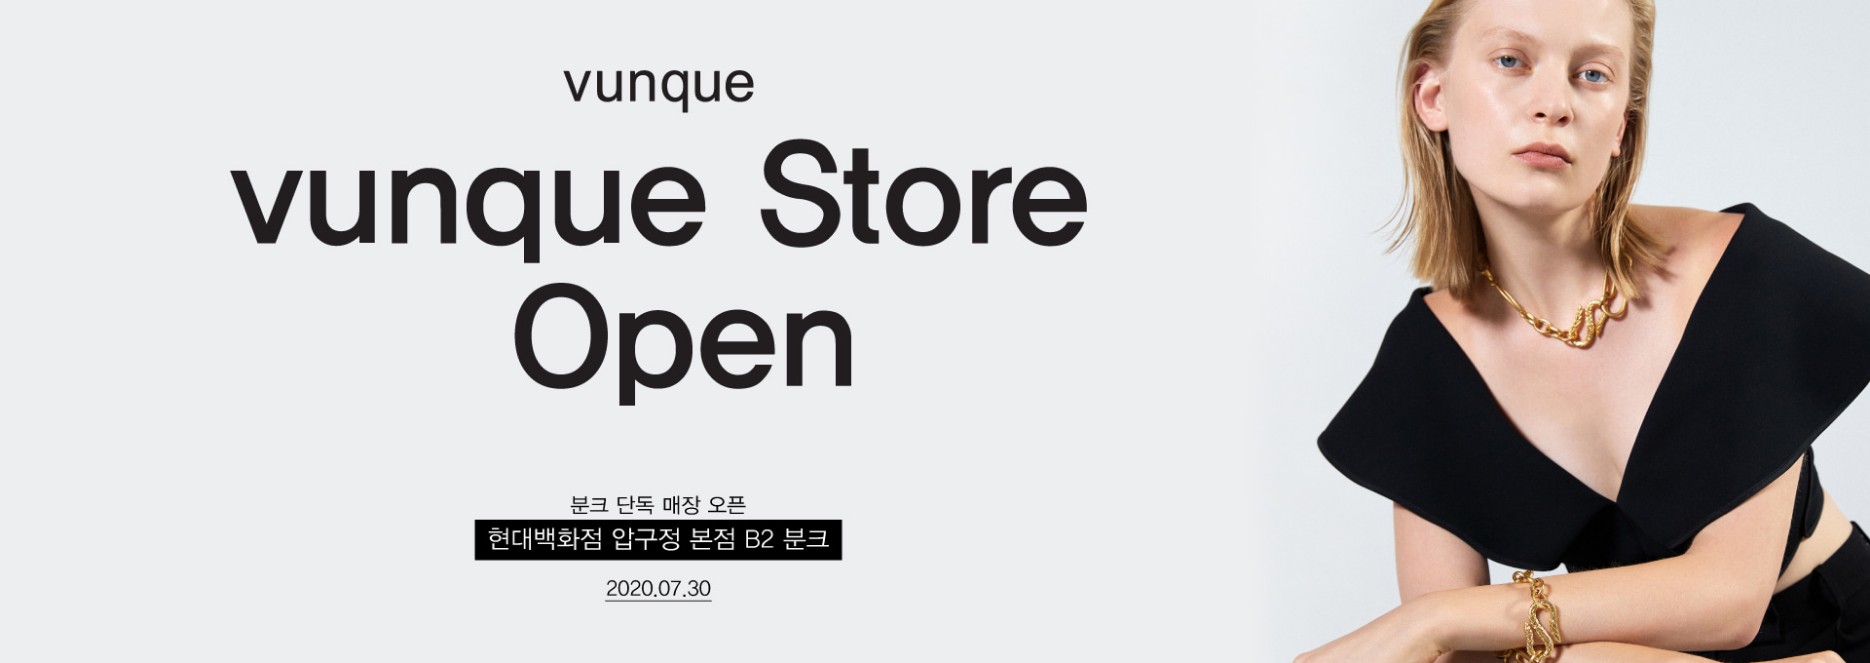 vunque
vunque Store
Open
분크 단독 매장 오픈
현대백화점 압구정 본점 B2 분크
2020.07.30